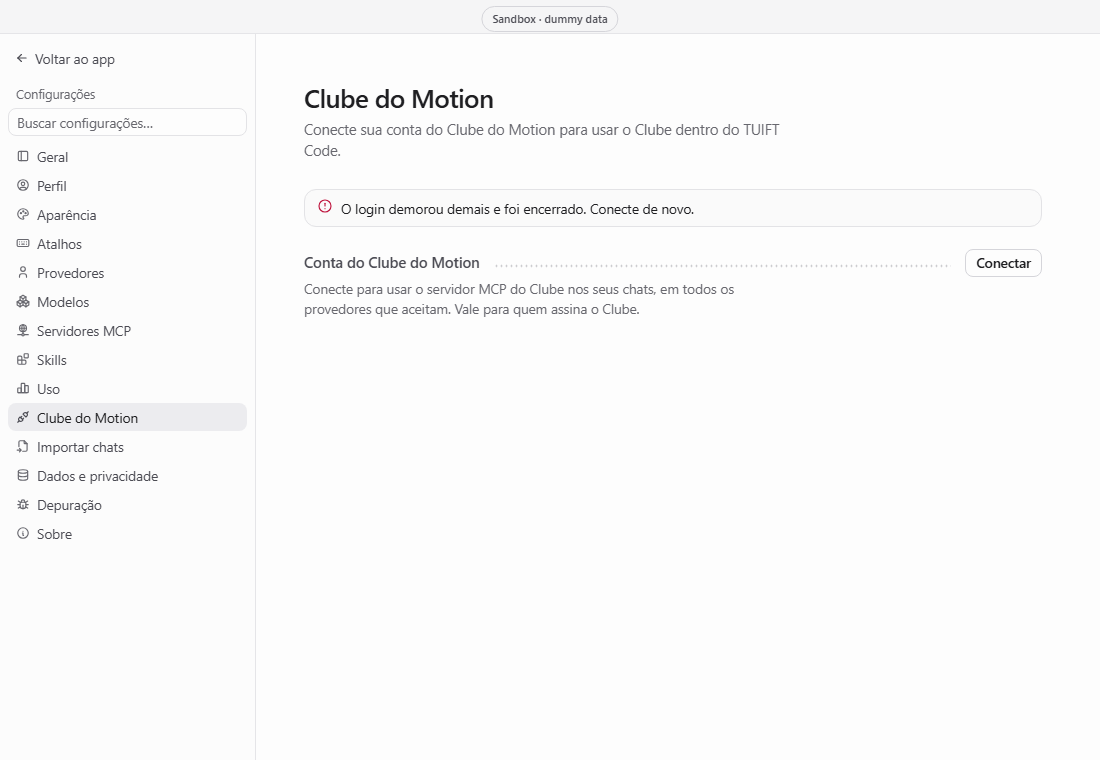 Sandbox · dummy data
Voltar ao app
Configurações
Buscar configurações...
Geral
Perfil
Aparência
Atalhos
Provedores
Modelos
Servidores MCP
Skills
Uso
Clube do Motion
Importar chats
Dados e privacidade
Depuração
Sobre
Clube do Motion
Conecte sua conta do Clube do Motion para usar o Clube dentro do TUIFT
Code.
O login demorou demais e foi encerrado. Conecte de novo.
Conta do Clube do Motion
Conectar
Conecte para usar o servidor MCP do Clube nos seus chats, em todos os
provedores que aceitam. Vale para quem assina o Clube.